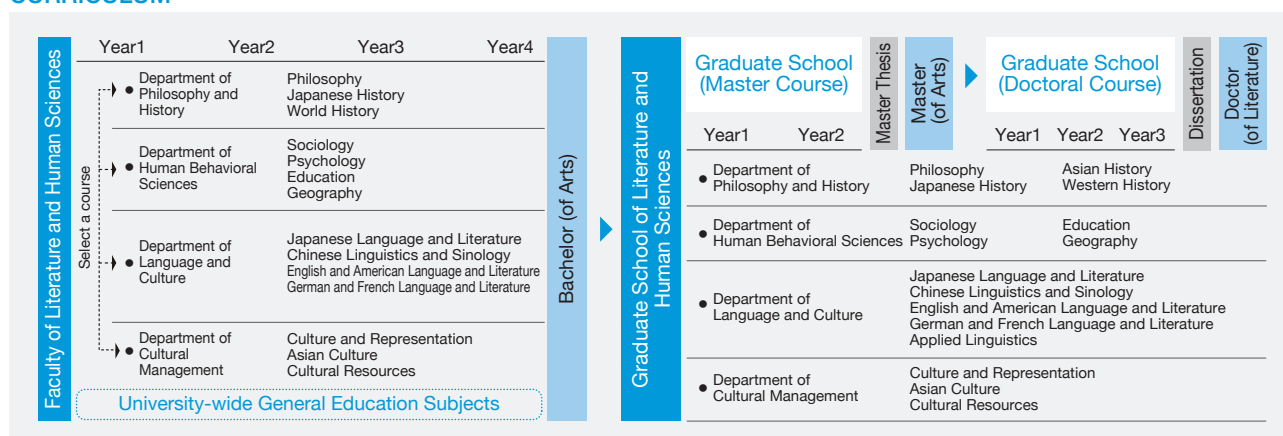 CURRICULUM
Faculty of Literature and Human Sciences
Year1 Year2 Year3 Year4
Select a course
Department of
Philosophy and
History
Philosophy
Japanese History
World History
Department of
Human Behavioral
Sciences
Sociology
Psychology
Education
Geography
Department of
Language and
Culture
Japanese Language and Literature
Chinese Linguistics and Sinology
English and American Language and Literature
German and French Language and Literature
Department of
Cultural
Management
Culture and Representation
Asian Culture
Cultural Resources
University-wide General Education Subjects
Bachelor (of Arts)
Graduate School of Literature and
Human Sciences
Graduate School
(Master Course)
Year1 Year2
Master Thesis
Master
(of Arts)
Graduate School
(Doctoral Course)
Year1 Year2 Year3
Dissertation
Doctor
(of Literature)
Department of
Philosophy and History
Philosophy
Japanese History
Asian History
Western History
Department of
Human Behavioral Sciences
Sociology
Psychology
Education
Geography
Department of
Language and Culture
Japanese Language and Literature
Chinese Linguistics and Sinology
English and American Language and Literature
German and French Language and Literature
Applied Linguistics
Department of
Cultural Management
Culture and Representation
Asian Culture
Cultural Resources